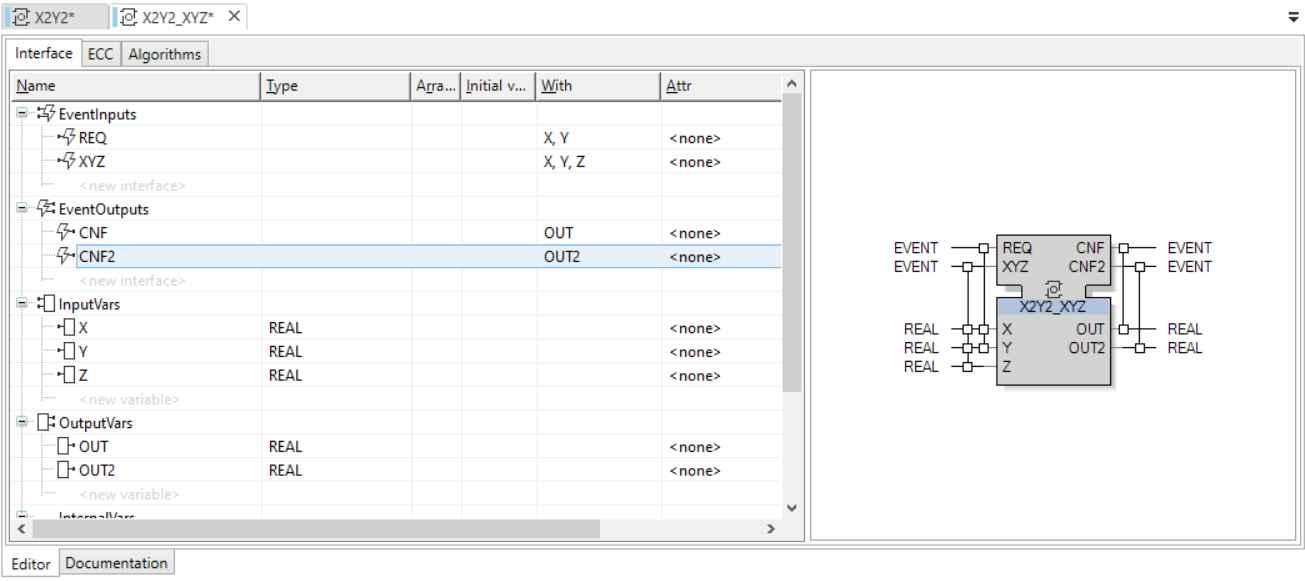 X2Y2* X2Y2_XYZ*
Interface ECC Algorithms
Name Type Arra... Initial v... With Attr
EventInputs
REQ X, Y <none>
XYZ X, Y, Z <none>
<new interface>
EventOutputs
CNF OUT <none>
CNF2 OUT2 <none>
<new interface>
InputVars
X REAL <none>
Y REAL <none>
Z REAL <none>
<new variable>
OutputVars
OUT REAL <none>
OUT2 REAL <none>
<new variable>
InternalVars
EVENT REQ CNF EVENT
EVENT XYZ CNF2 EVENT
X2Y2_XYZ
REAL X OUT REAL
REAL Y OUT2 REAL
REAL Z
Editor Documentation